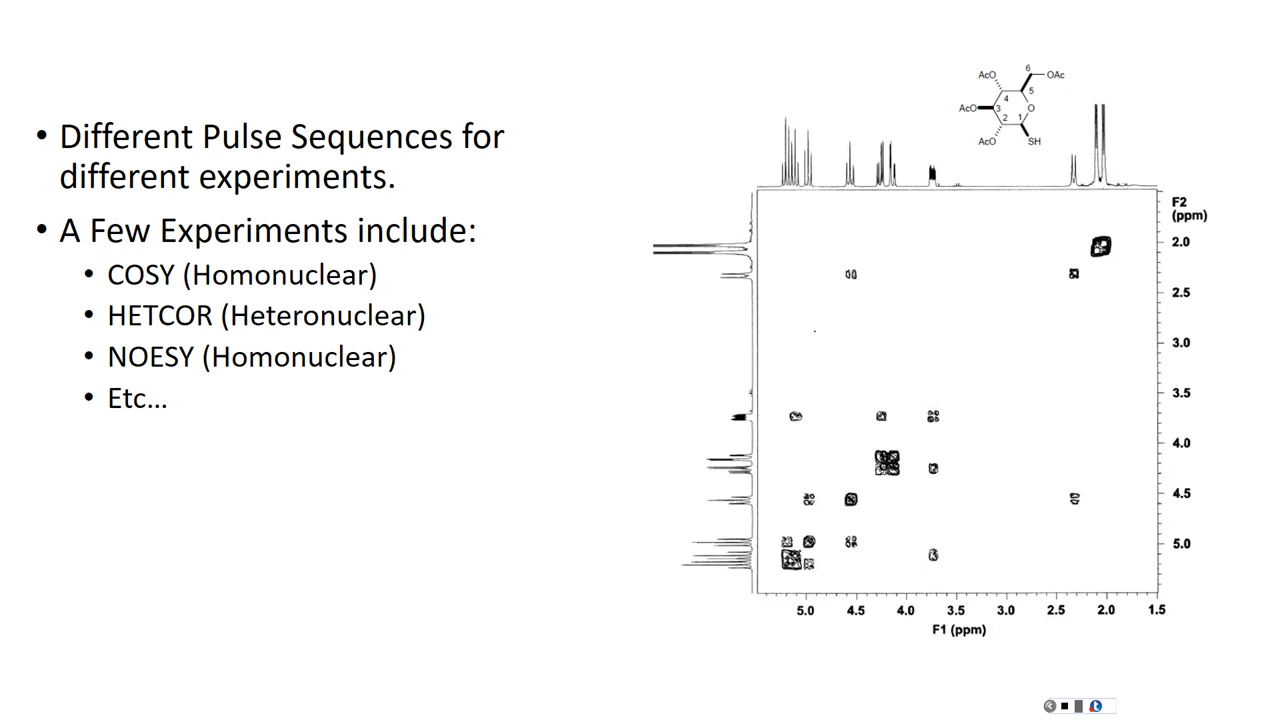 • Different Pulse Sequences for
different experiments.
• A Few Experiments include:
• COSY (Homonuclear)
• HETCOR (Heteronuclear)
• NOESY (Homonuclear)
• Etc...
6
AcO
OAc
4
5
AcO
3
O
2
1
AcO
SH
F2
(ppm)
2.0
2.5
3.0
3.5
4.0
4.5
5.0
5.0 4.5 4.0 3.5 3.0 2.5 2.0 1.5
F1 (ppm)